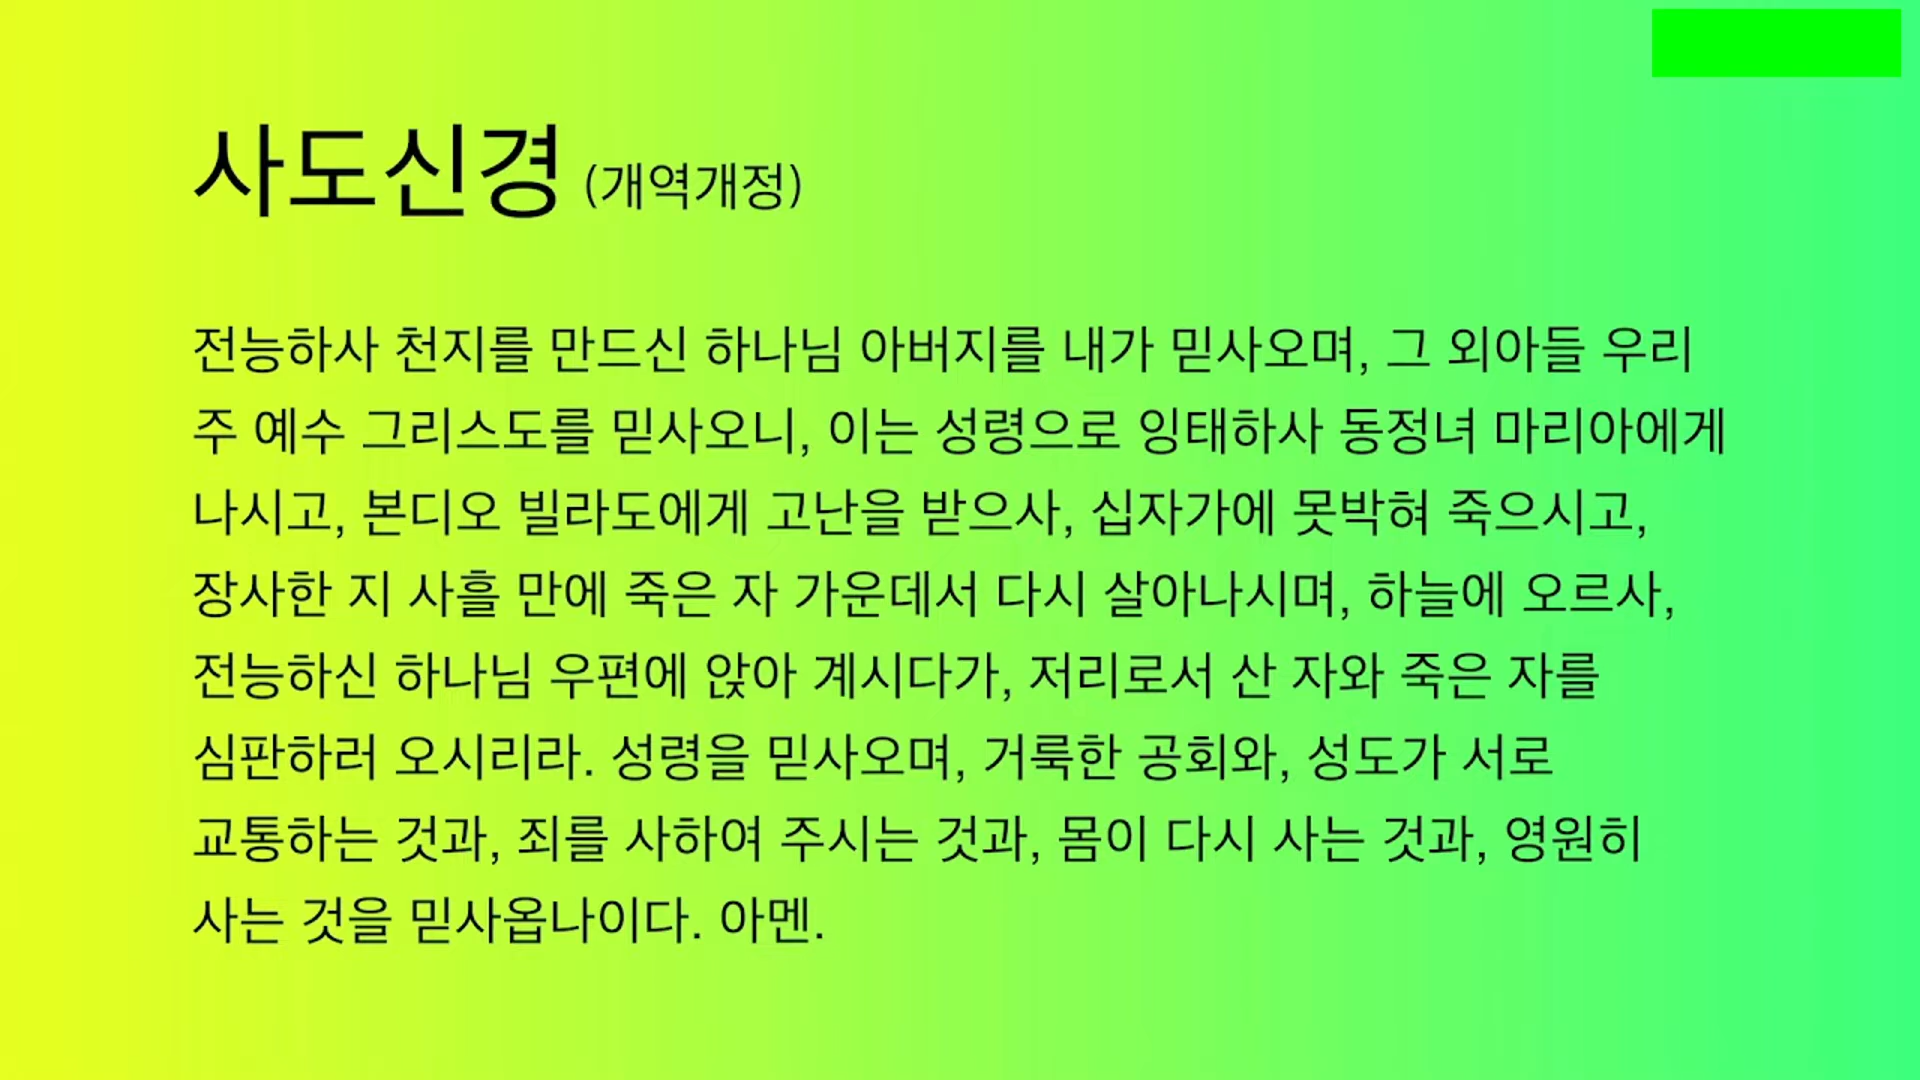 사도신경 (개역개정)
전능하사 천지를 만드신 하나님 아버지를 내가 믿사오며, 그 외아들 우리
주 예수 그리스도를 믿사오니, 이는 성령으로 잉태하사 동정녀 마리아에게
나시고, 본디오 빌라도에게 고난을 받으사, 십자가에 못박혀 죽으시고,
장사한 지 사흘 만에 죽은 자 가운데서 다시 살아나시며, 하늘에 오르사,
전능하신 하나님 우편에 앉아 계시다가, 저리로서 산 자와 죽은 자를
심판하러 오시리라. 성령을 믿사오며, 거룩한 공회와, 성도가 서로
교통하는 것과, 죄를 사하여 주시는 것과, 몸이 다시 사는 것과, 영원히
사는 것을 믿사옵나이다. 아멘.